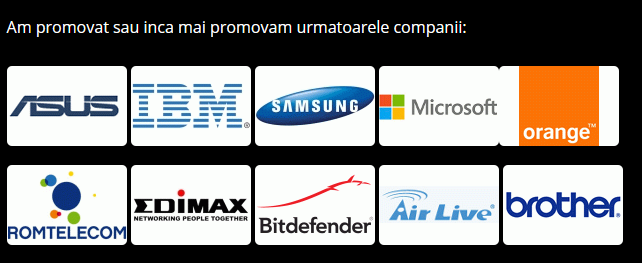 Am promovat sau inca mai promovam urmatoarele companii:
ASUS IBM® SAMSUNG Microsoft orange™
ROMTELECOM EDIMAX NETWORKING PEOPLE TOGETHER Bitdefender® Air Live® brother®